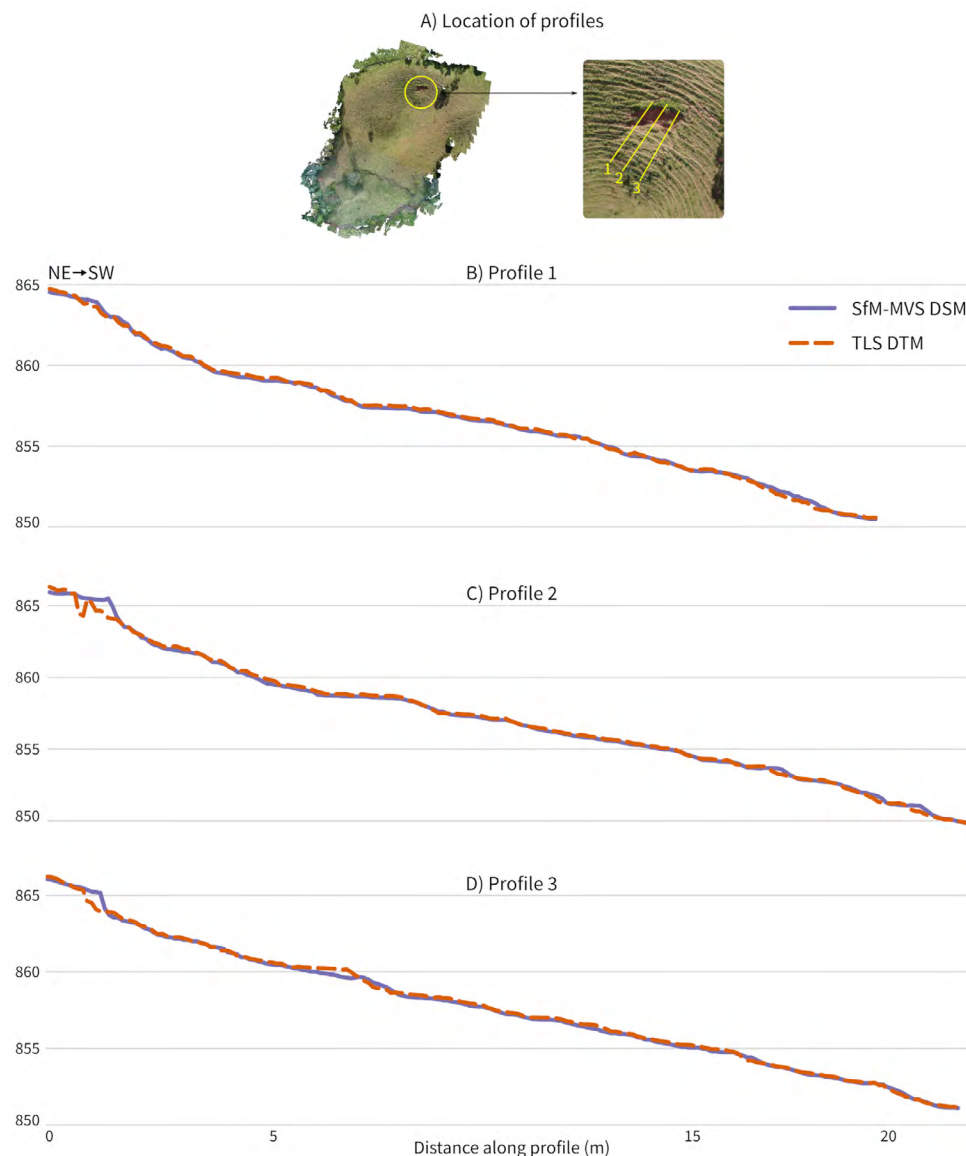 A) Location of profiles
1
2
3
NE→SW
B) Profile 1
865
860
855
850
SfM-MVS DSM
TLS DTM
C) Profile 2
865
860
855
850
D) Profile 3
865
860
855
850
0 5 15 20
Distance along profile (m)